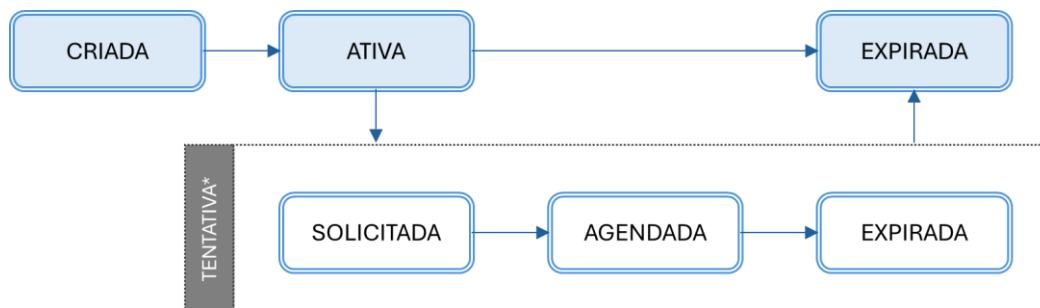 CRIADA
ATIVA
EXPIRADA
TENTATIVA*
SOLICITADA
AGENDADA
EXPIRADA